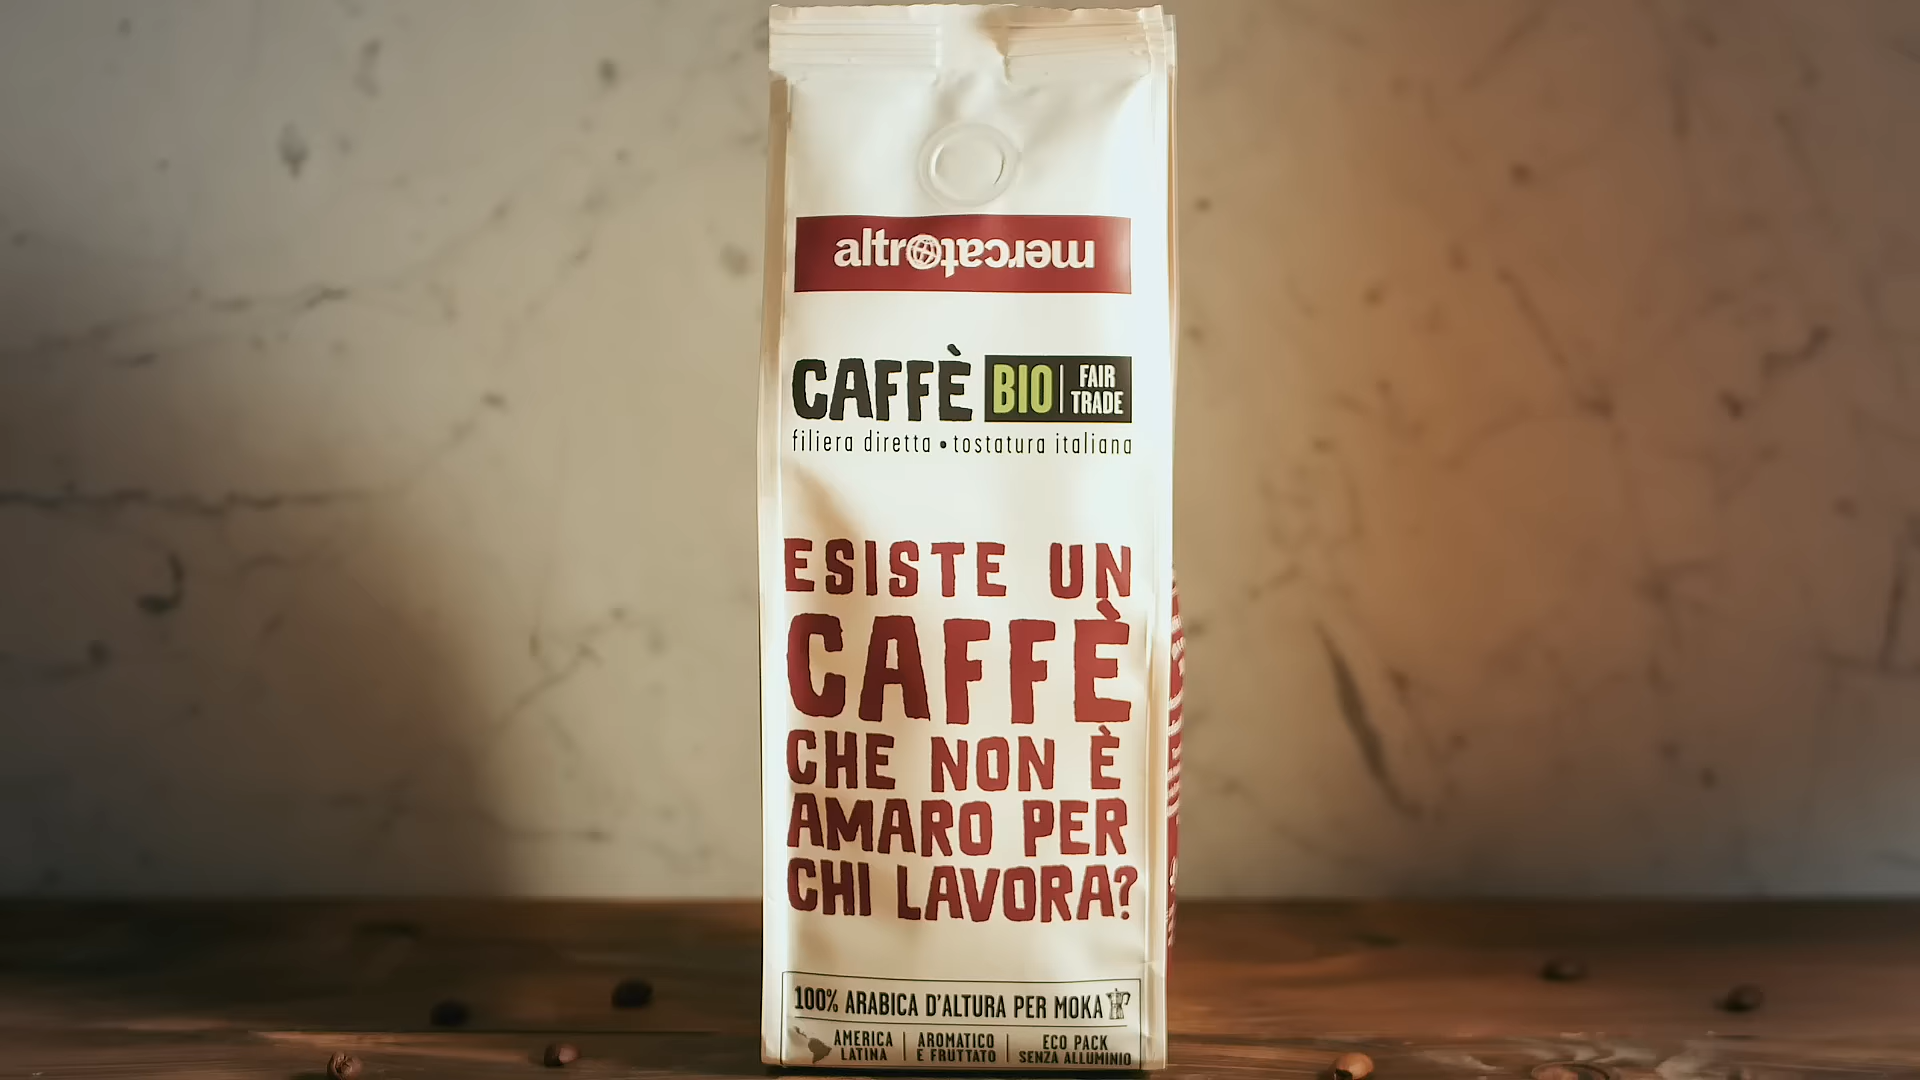 altromercato
CAFFÈ BIO FAIR TRADE
filiera diretta • tostatura italiana
ESISTE UN
CAFFÈ
CHE NON È
AMARO PER
CHI LAVORA?
100% ARABICA D'ALTURA PER MOKA
AMERICA LATINA
AROMATICO E FRUTTATO
ECO PACK SENZA ALLUMINIO